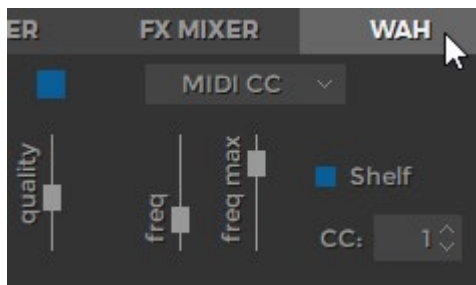 ER FX MIXER WAH
MIDI CC
quality
freq
freq max
Shelf
CC: 1